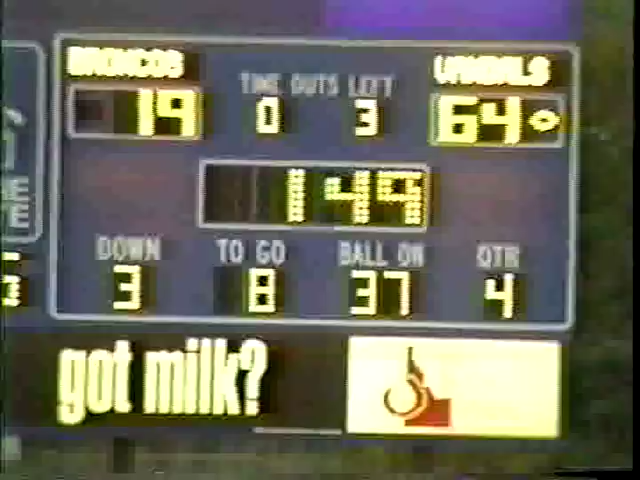 BRONCOS VANDALS
TIME OUTS LEFT
19 0 3 64
1 49
DOWN TO GO BALL ON QTR
3 8 37 4
got milk?